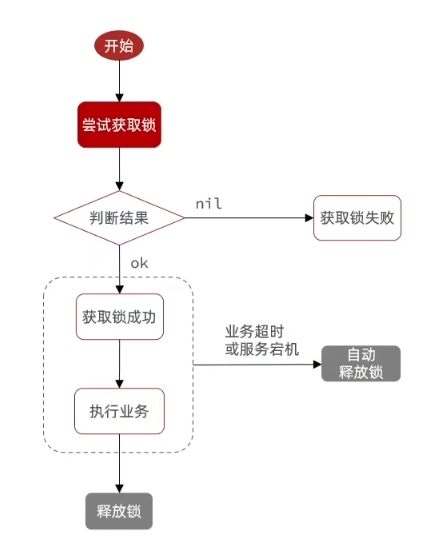 开始
尝试获取锁
判断结果
nil
获取锁失败
ok
获取锁成功
业务超时
或服务宕机
自动
释放锁
执行业务
释放锁